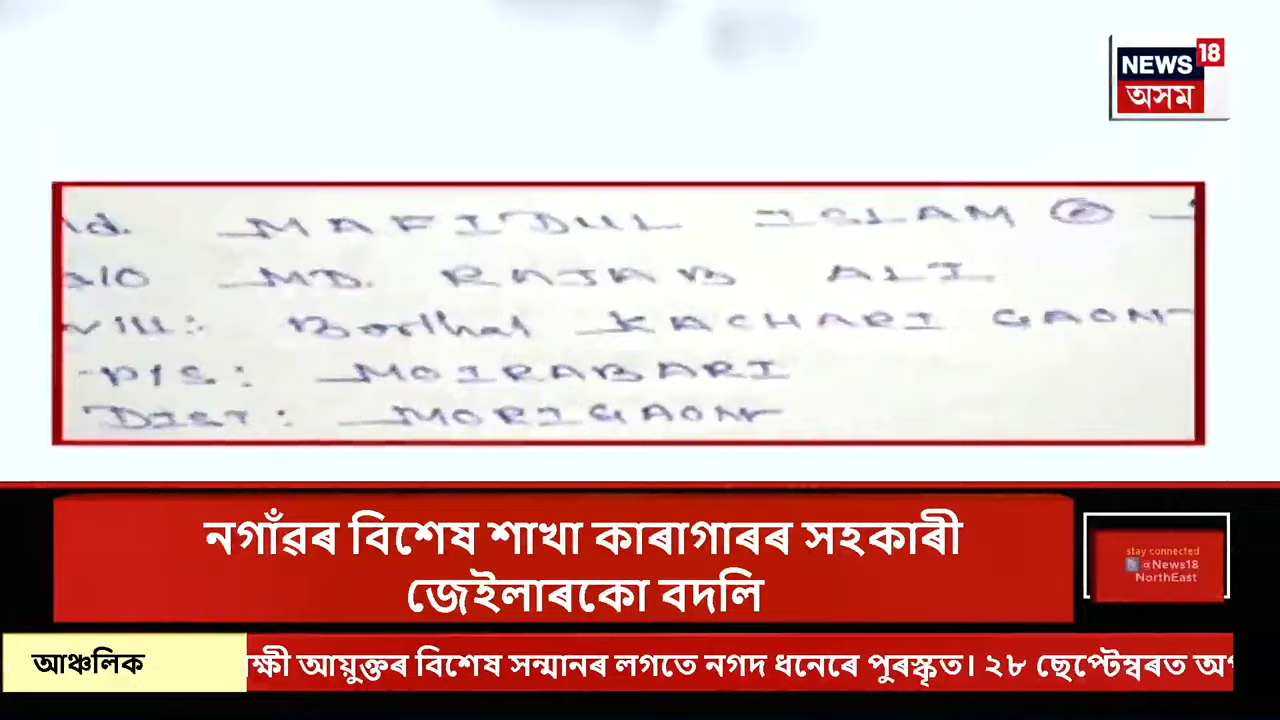 NEWS 18
অসম
Md. MAFIDUL ISLAM @
S/O MD. RAJAB ALI
Vill: Borthal KACHARI GAON
P/S: MOIRABARI
DIST: MORIGAON
নগাঁৱৰ বিশেষ শাখা কাৰাগাৰৰ সহকাৰী
জেইলাৰকো বদলি
stay connected
@News18
NorthEast
আঞ্চলিক
ক্ষী আয়ুক্তৰ বিশেষ সন্মানৰ লগতে নগদ ধনেৰে পুৰস্কৃত। ২৮ ছেপ্টেম্বৰত